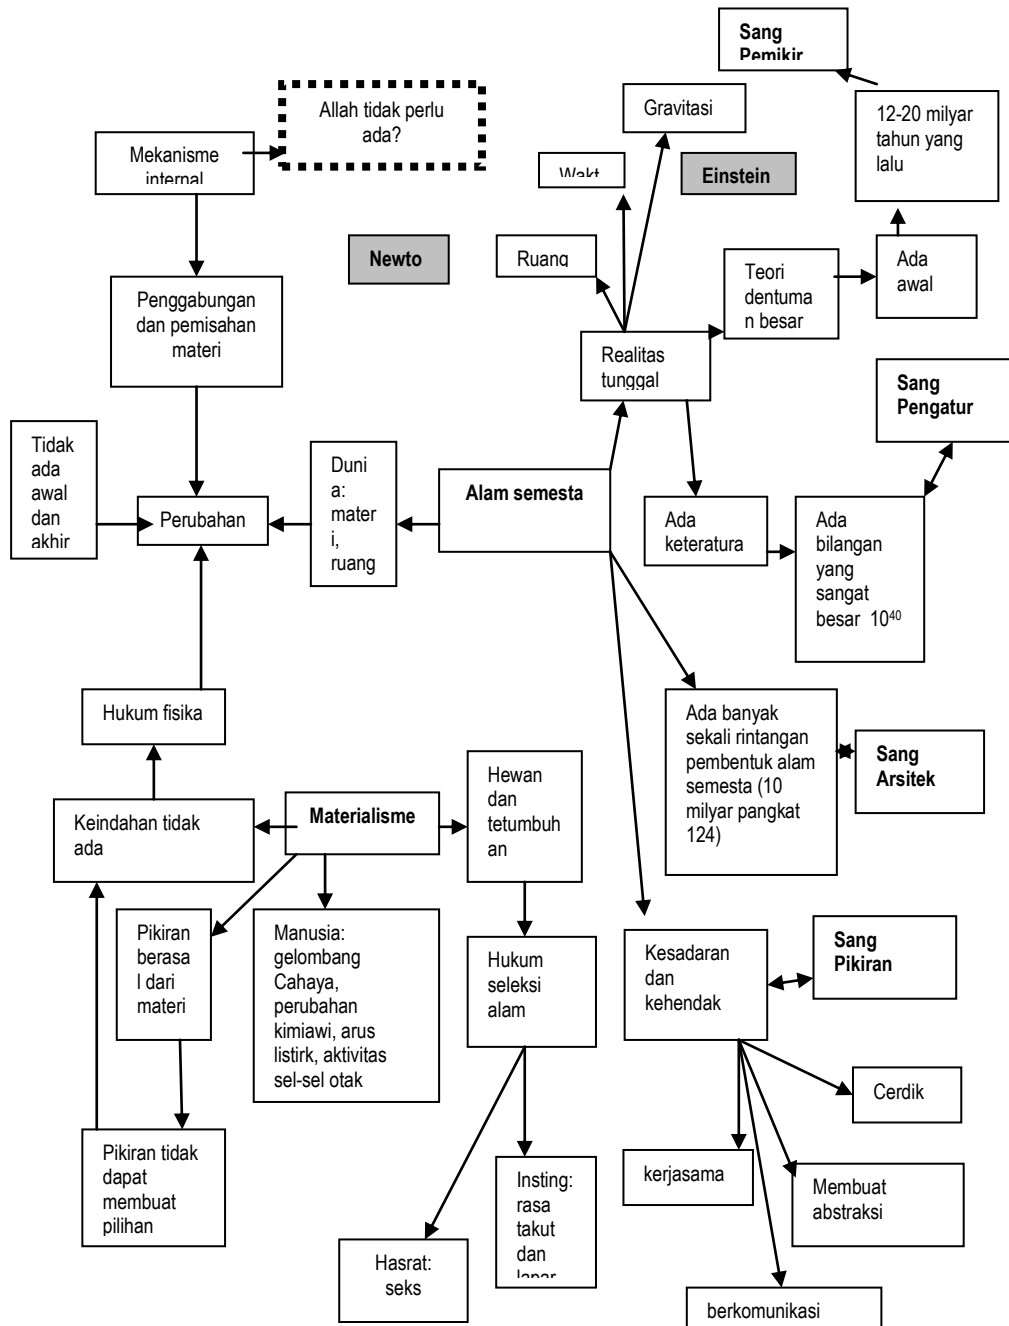 Sang
Pemikir
Allah tidak perlu
ada?
Gravitasi
12-20 milyar
tahun yang
lalu
Mekanisme
internal
Wakt
Einstein
Newto
Ruang
Teori
dentuma
n besar
Ada
awal
Penggabungan
dan pemisahan
materi
Realitas
tunggal
Sang
Pengatur
Tidak
ada
awal
dan
akhir
Perubahan
Duni
a:
mater
i,
ruang
Alam semesta
Ada
keteratura
Ada
bilangan
yang
sangat
besar 10⁴⁰
Hukum fisika
Ada banyak
sekali rintangan
pembentuk alam
semesta (10
milyar pangkat
124)
Sang
Arsitek
Keindahan tidak
ada
Materialisme
Hewan
dan
tetumbuh
an
Pikiran
berasa
l dari
materi
Manusia:
gelombang
Cahaya,
perubahan
kimiawi, arus
listirk, aktivitas
sel-sel otak
Hukum
seleksi
alam
Kesadaran
dan
kehendak
Sang
Pikiran
Cerdik
Pikiran tidak
dapat
membuat
pilihan
Insting:
rasa
takut
dan
lapar
kerjasama
Membuat
abstraksi
Hasrat:
seks
berkomunikasi